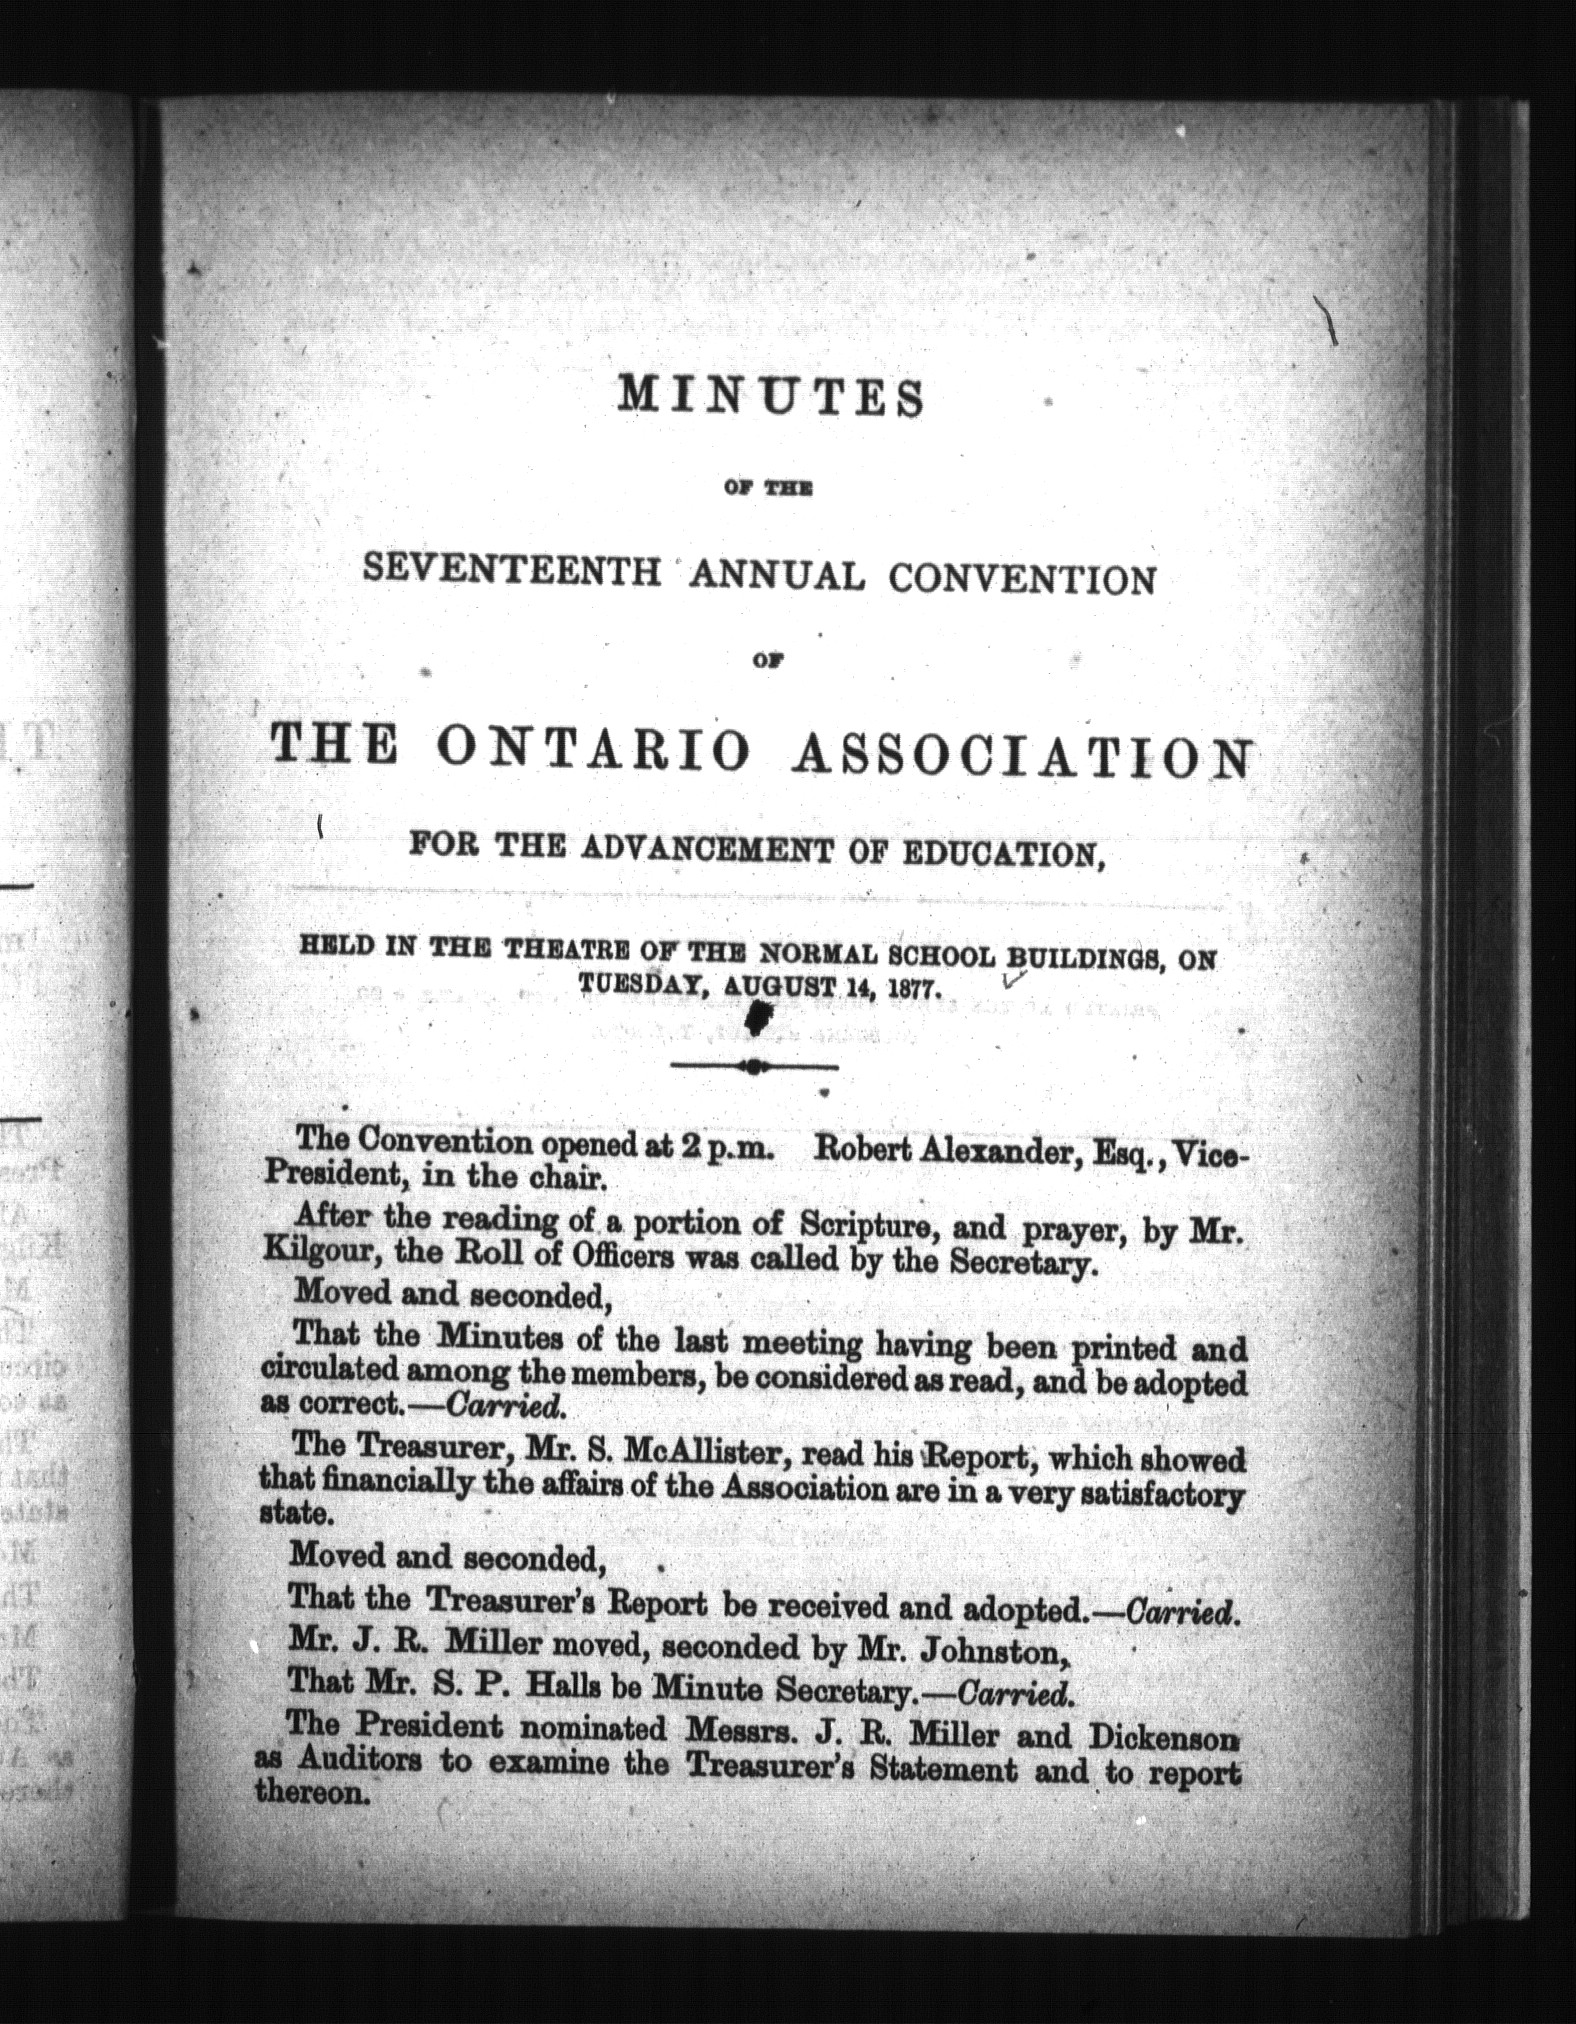 MINUTES
OF THE
SEVENTEENTH ANNUAL CONVENTION
OF
THE ONTARIO ASSOCIATION
FOR THE ADVANCEMENT OF EDUCATION,
HELD IN THE THEATRE OF THE NORMAL SCHOOL BUILDINGS, ON
TUESDAY, AUGUST 14, 1877.
The Convention opened at 2 p.m. Robert Alexander, Esq., Vice-
President, in the chair.
After the reading of a portion of Scripture, and prayer, by Mr.
Kilgour, the Roll of Officers was called by the Secretary.
Moved and seconded,
That the Minutes of the last meeting having been printed and
circulated among the members, be considered as read, and be adopted
as correct.—Carried.
The Treasurer, Mr. S. McAllister, read his Report, which showed
that financially the affairs of the Association are in a very satisfactory
state.
Moved and seconded,
That the Treasurer's Report be received and adopted.—Carried.
Mr. J. R. Miller moved, seconded by Mr. Johnston,
That Mr. S. P. Halls be Minute Secretary.—Carried.
The President nominated Messrs. J. R. Miller and Dickenson
as Auditors to examine the Treasurer's Statement and to report
thereon.